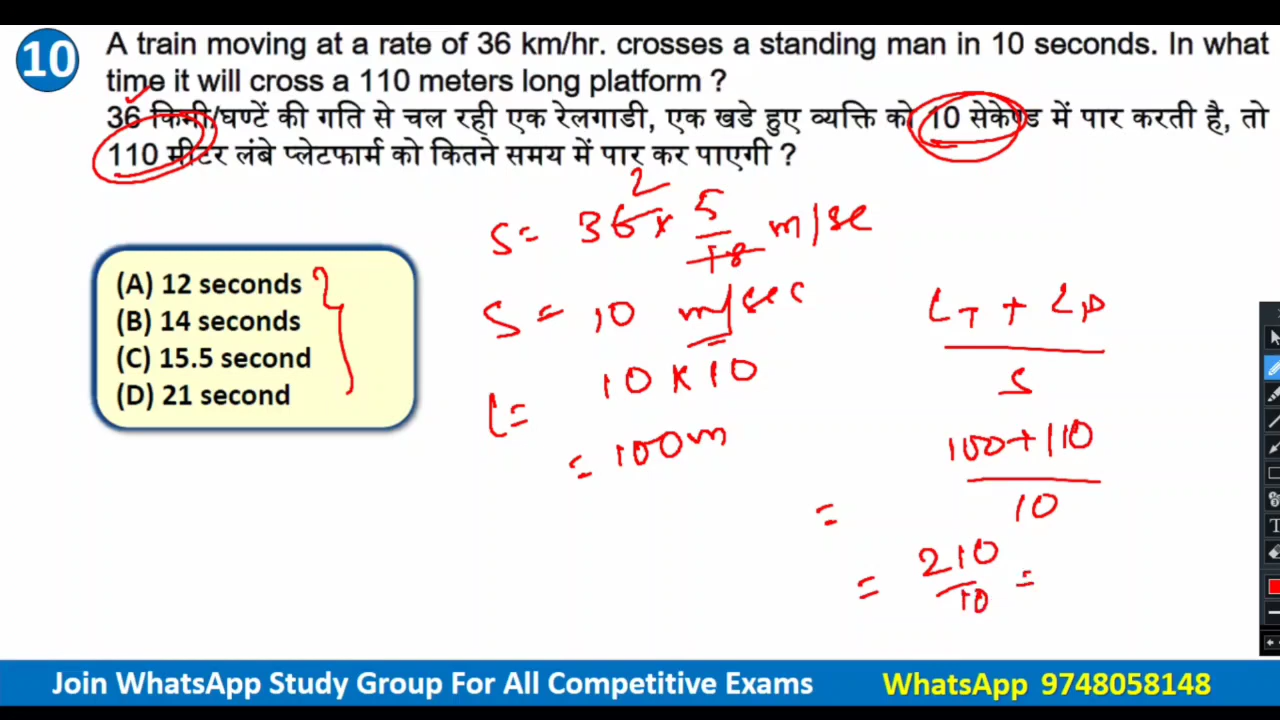 10
A train moving at a rate of 36 km/hr. crosses a standing man in 10 seconds. In what
time it will cross a 110 meters long platform ?
36 किमी/घण्टें की गति से चल रही एक रेलगाडी, एक खडे हुए व्यक्ति को 10 सेकेण्ड में पार करती है, तो
110 मीटर लंबे प्लेटफार्म को कितने समय में पार कर पाएगी ?
(A) 12 seconds
(B) 14 seconds
(C) 15.5 second
(D) 21 second
2
S = 36 × 5/18 m/se
S = 10 m/sec
l = 10 × 10
= 100m
LT + LP
S
= 100+110
10
= 210/10 =
Join WhatsApp Study Group For All Competitive Exams
WhatsApp 9748058148